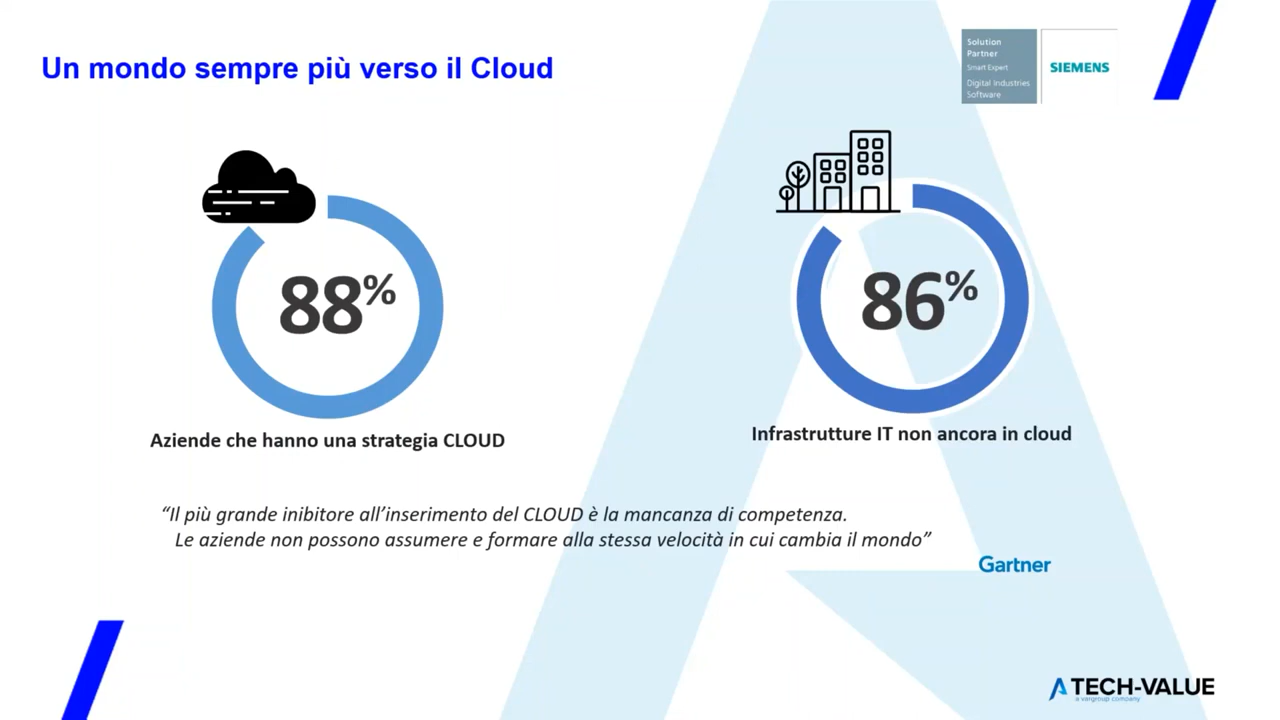 Un mondo sempre più verso il Cloud
Solution
Partner
Smart Expert
Digital Industries
Software
SIEMENS
88%
86%
Aziende che hanno una strategia CLOUD
Infrastrutture IT non ancora in cloud
“Il più grande inibitore all’inserimento del CLOUD è la mancanza di competenza.
Le aziende non possono assumere e formare alla stessa velocità in cui cambia il mondo”
Gartner
TECH-VALUE
a vargroup company